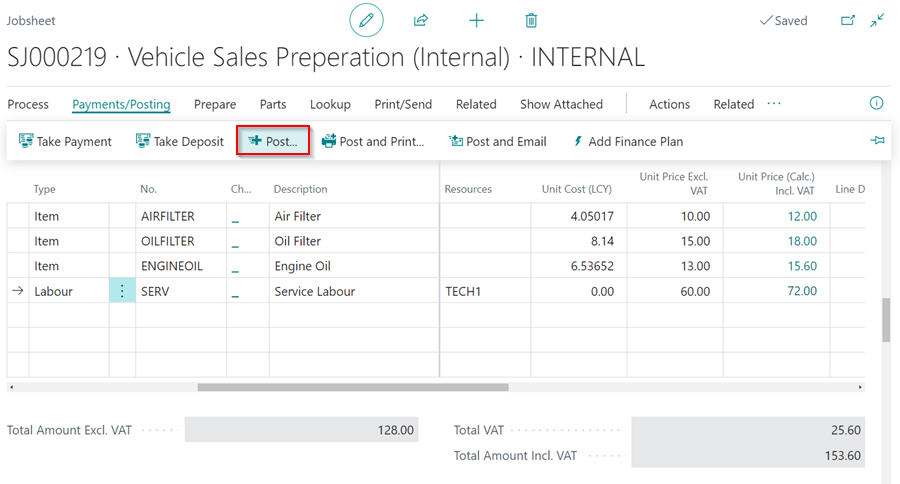 Jobsheet
Saved
SJ000219 · Vehicle Sales Preperation (Internal) · INTERNAL
Process Payments/Posting Prepare Parts Lookup Print/Send Related Show Attached Actions Related ···
Take Payment Take Deposit Post... Post and Print... Post and Email Add Finance Plan
Type No. Ch... Description Resources Unit Cost (LCY) Unit Price Excl. VAT Unit Price (Calc.) Incl. VAT Line D
Item AIRFILTER _ Air Filter 4.05017 10.00 12.00
Item OILFILTER _ Oil Filter 8.14 15.00 18.00
Item ENGINEOIL _ Engine Oil 6.53652 13.00 15.60
Labour SERV _ Service Labour TECH1 0.00 60.00 72.00
Total Amount Excl. VAT 128.00 Total VAT 25.60
Total Amount Incl. VAT 153.60